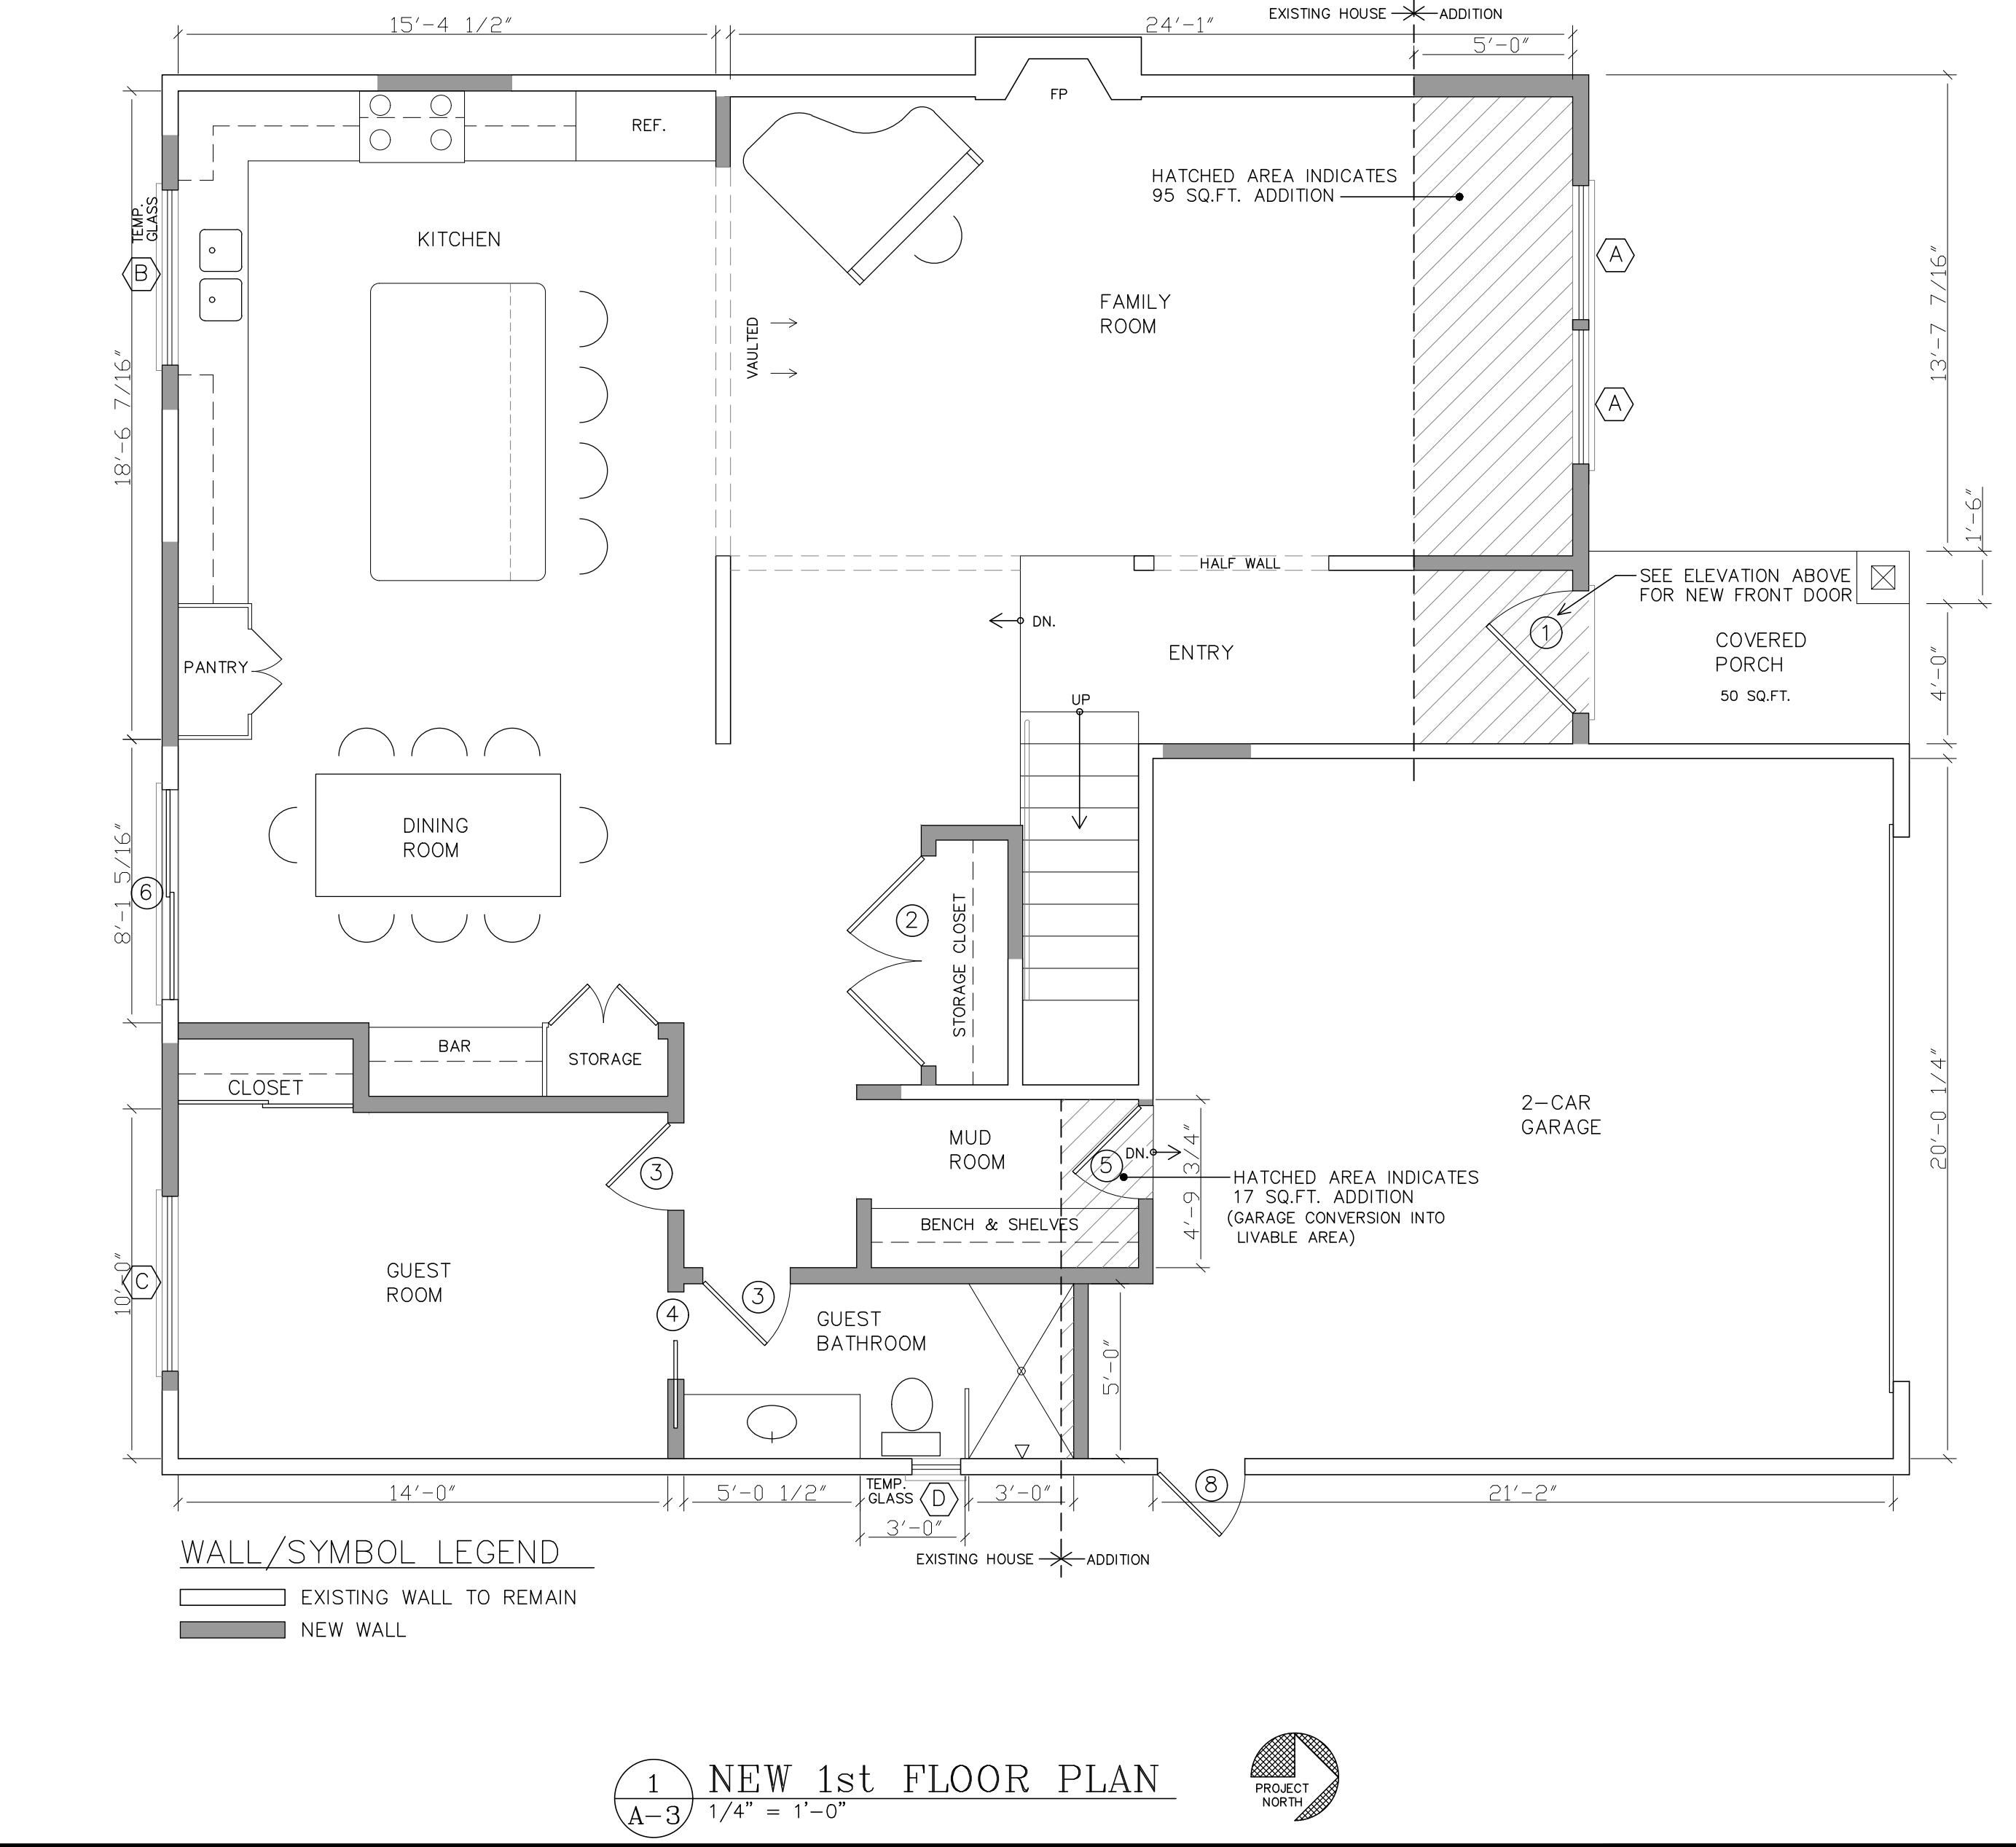 EXISTING HOUSE ADDITION
15'-4 1/2"
24'-1"
5'-0"
FP
REF.
HATCHED AREA INDICATES
95 SQ.FT. ADDITION
TEMP.
GLASS
KITCHEN
B
A
13'-7 7/16"
FAMILY
ROOM
VAULTED
18'-6 7/16"
A
1'-6"
HALF WALL
SEE ELEVATION ABOVE
FOR NEW FRONT DOOR
DN.
1
ENTRY
COVERED
PORCH
50 SQ.FT.
4'-0"
PANTRY
UP
DINING
ROOM
8'-1 5/16"
6
2
STORAGE CLOSET
BAR
STORAGE
CLOSET
2-CAR
GARAGE
20'-0 1/4"
MUD
ROOM
3
5
DN.
4'-9 3/4"
HATCHED AREA INDICATES
17 SQ.FT. ADDITION
(GARAGE CONVERSION INTO
LIVABLE AREA)
BENCH & SHELVES
10'-0"
C
GUEST
ROOM
3
4
GUEST
BATHROOM
5'-0"
14'-0"
5'-0 1/2"
TEMP.
GLASS
D
3'-0"
8
21'-2"
3'-0"
EXISTING HOUSE ADDITION
WALL/SYMBOL LEGEND
EXISTING WALL TO REMAIN
NEW WALL
1
A-3
NEW 1st FLOOR PLAN
1/4" = 1'-0"
PROJECT
NORTH